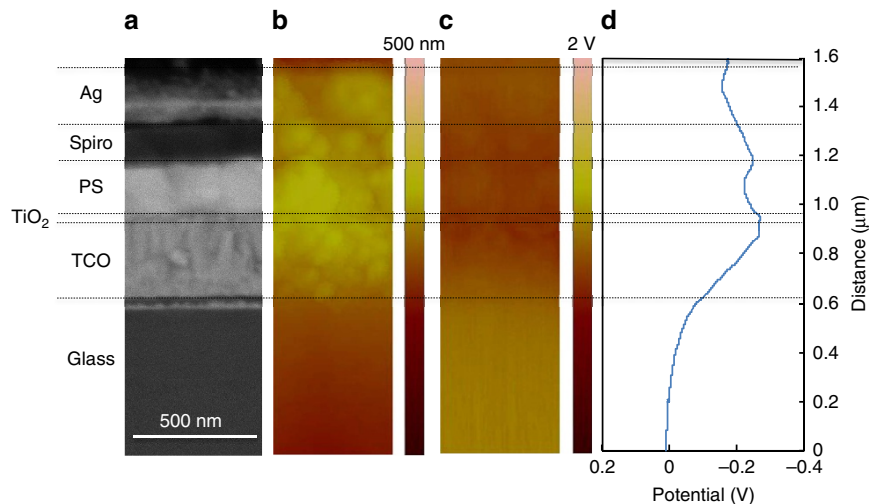 a
b
c
d
500 nm
2 V
Ag
Spiro
PS
TiO₂
TCO
Glass
500 nm
1.6
1.4
1.2
1.0
0.8
0.6
0.4
0.2
0
Distance (μm)
0.2 0 –0.2 –0.4
Potential (V)